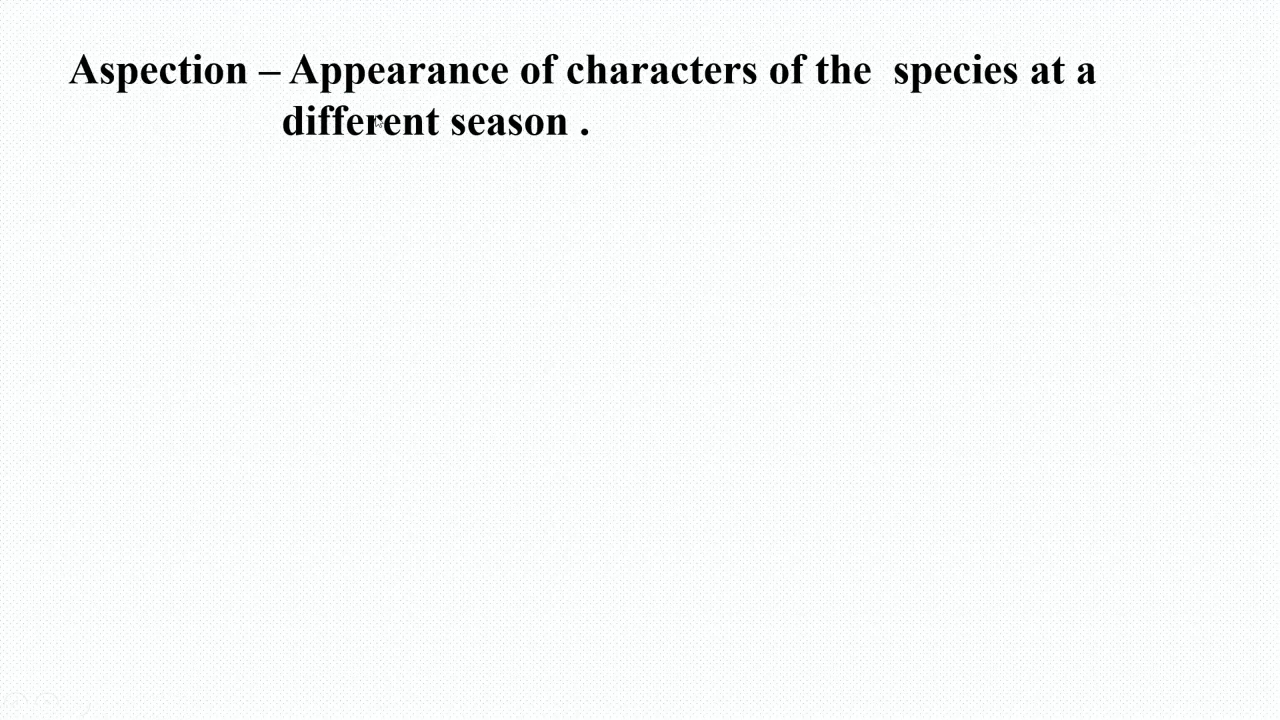 Aspection – Appearance of characters of the  species at a
different season .